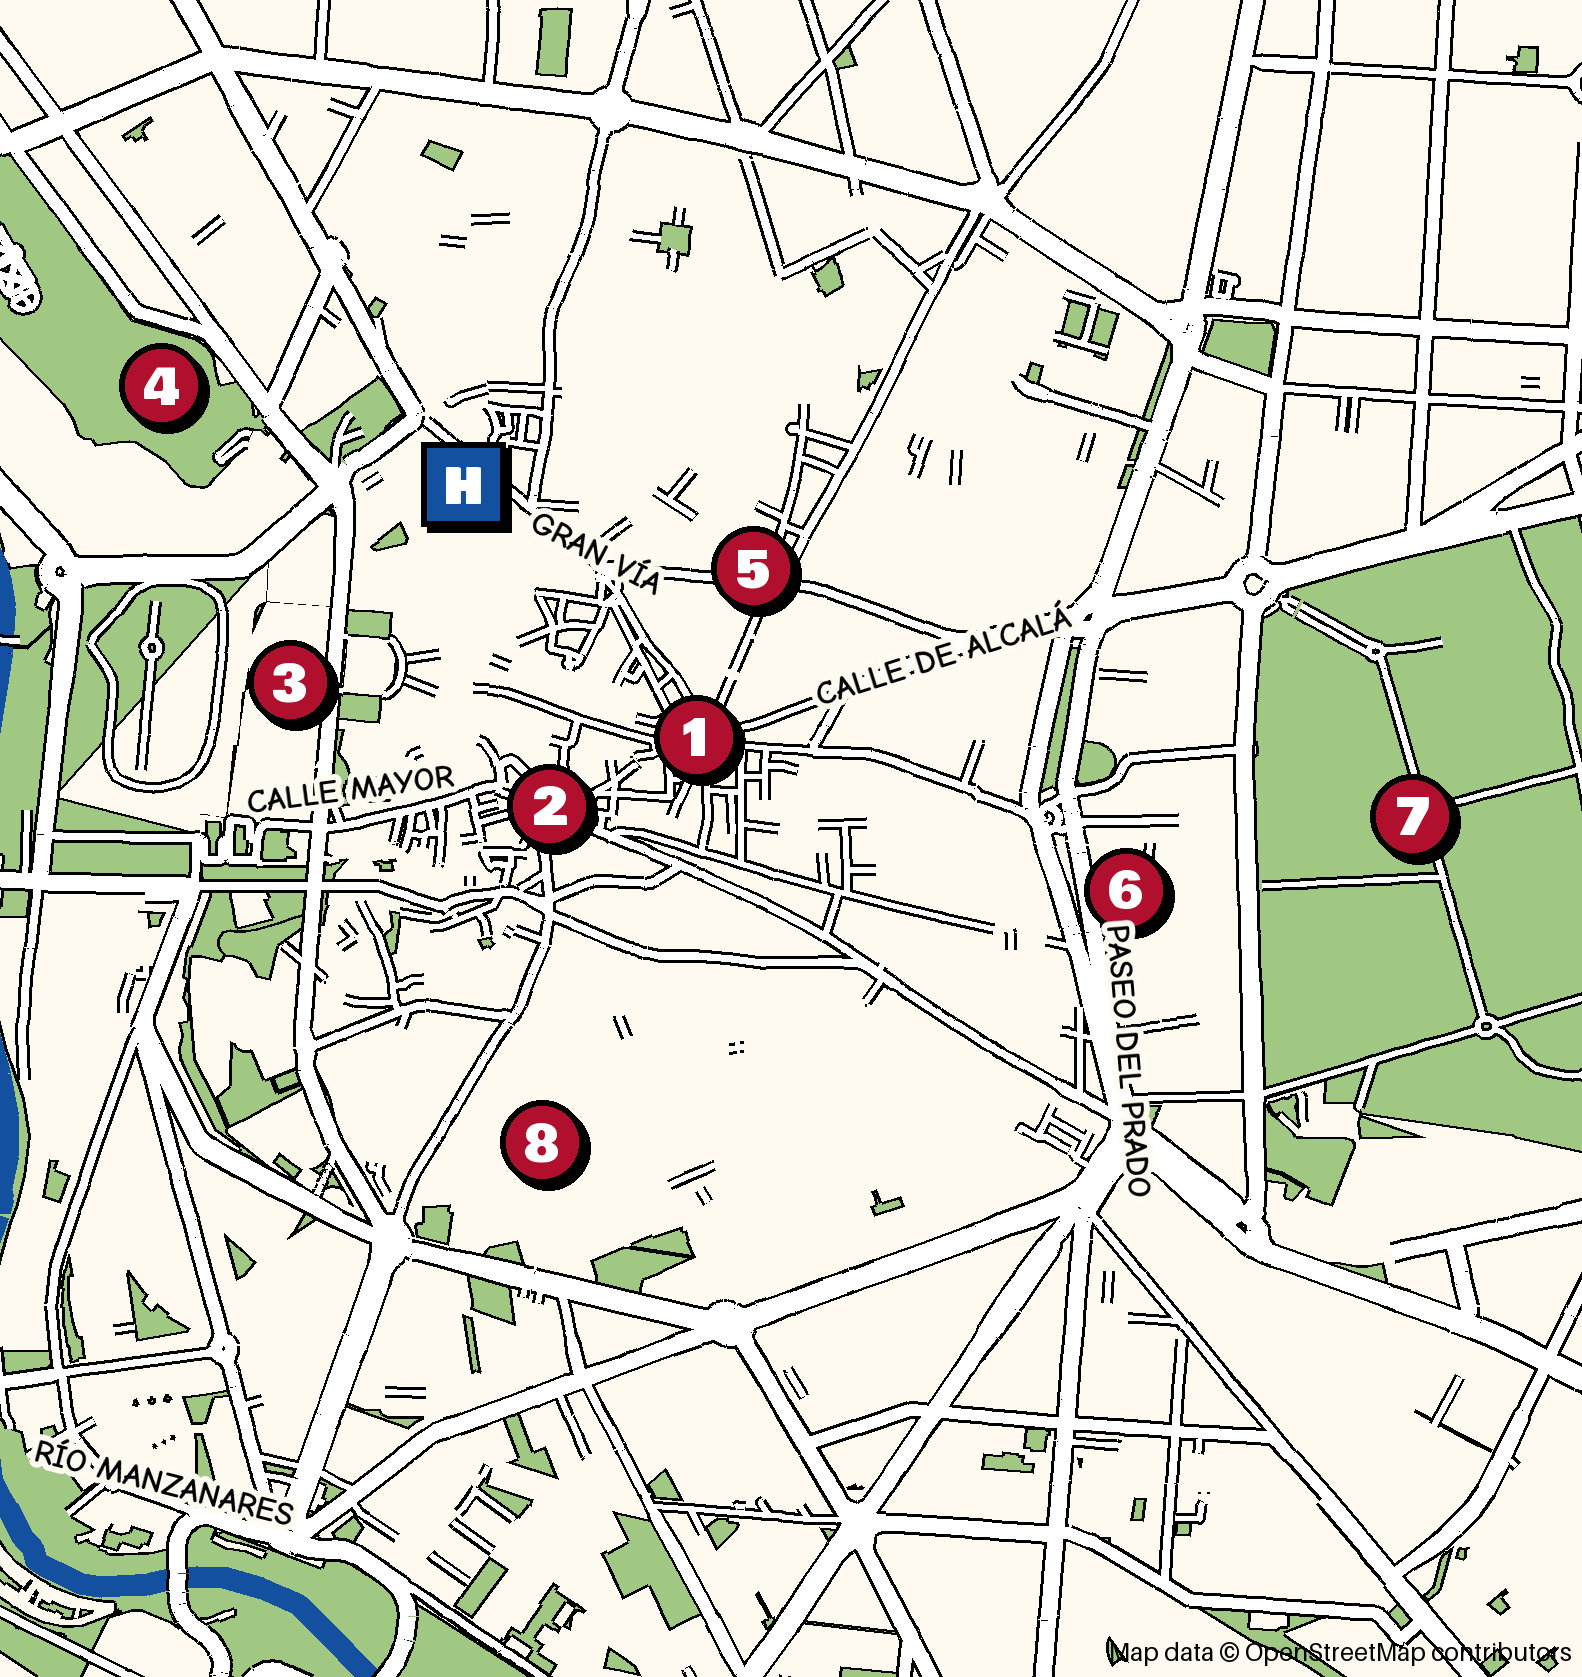 4
H
GRAN VÍA
5
CALLE DE ALCALÁ
3
1
CALLE MAYOR
2
7
6
PASEO DEL PRADO
8
RÍO MANZANARES
Map data © OpenStreetMap contributors